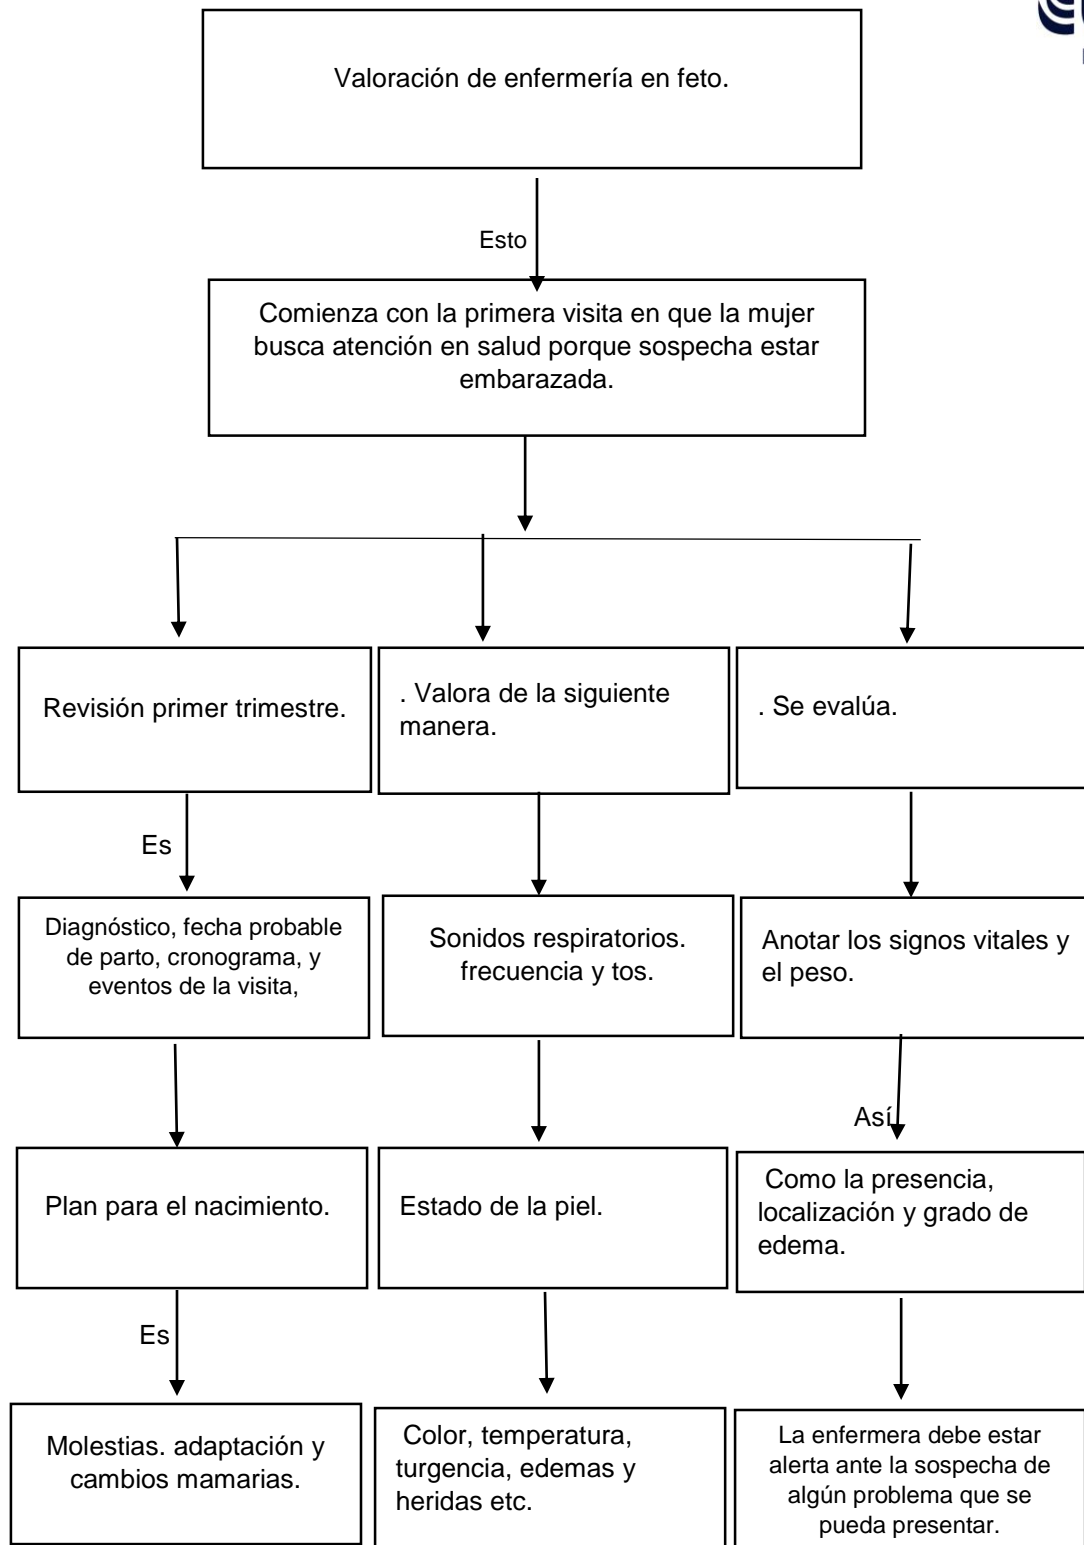 Valoración de enfermería en feto.
Esto
Comienza con la primera visita en que la mujer
busca atención en salud porque sospecha estar
embarazada.
Revisión primer trimestre.
. Valora de la siguiente
manera.
. Se evalúa.
Es
Diagnóstico, fecha probable
de parto, cronograma, y
eventos de la visita,
Sonidos respiratorios.
frecuencia y tos.
Anotar los signos vitales y
el peso.
Así
Plan para el nacimiento.
Estado de la piel.
Como la presencia,
localización y grado de
edema.
Es
Molestias. adaptación y
cambios mamarias.
Color, temperatura,
turgencia, edemas y
heridas etc.
La enfermera debe estar
alerta ante la sospecha de
algún problema que se
pueda presentar.